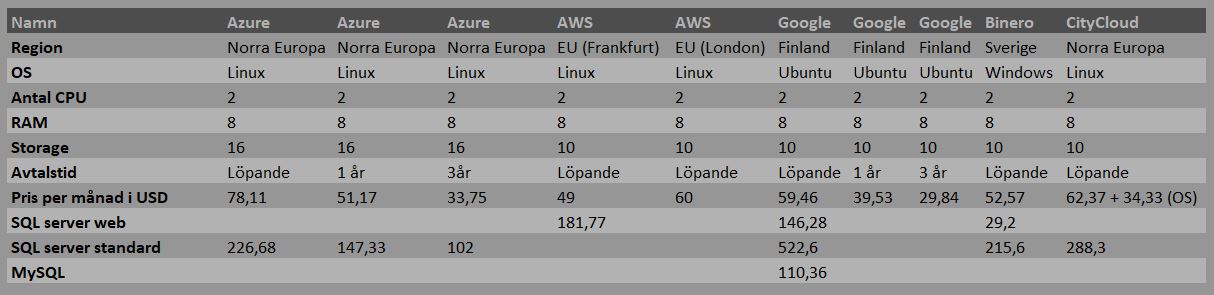 Namn Azure Azure Azure AWS AWS Google Google Google Binero CityCloud
Region Norra Europa Norra Europa Norra Europa EU (Frankfurt) EU (London) Finland Finland Finland Sverige Norra Europa
OS Linux Linux Linux Linux Linux Ubuntu Ubuntu Ubuntu Windows Linux
Antal CPU 2 2 2 2 2 2 2 2 2 2
RAM 8 8 8 8 8 8 8 8 8 8
Storage 16 16 16 10 10 10 10 10 10 10
Avtalstid Löpande 1 år 3år Löpande Löpande Löpande 1 år 3 år Löpande Löpande
Pris per månad i USD 78,11 51,17 33,75 49 60 59,46 39,53 29,84 52,57 62,37 + 34,33 (OS)
SQL server web 181,77 146,28 29,2
SQL server standard 226,68 147,33 102 522,6 215,6 288,3
MySQL 110,36